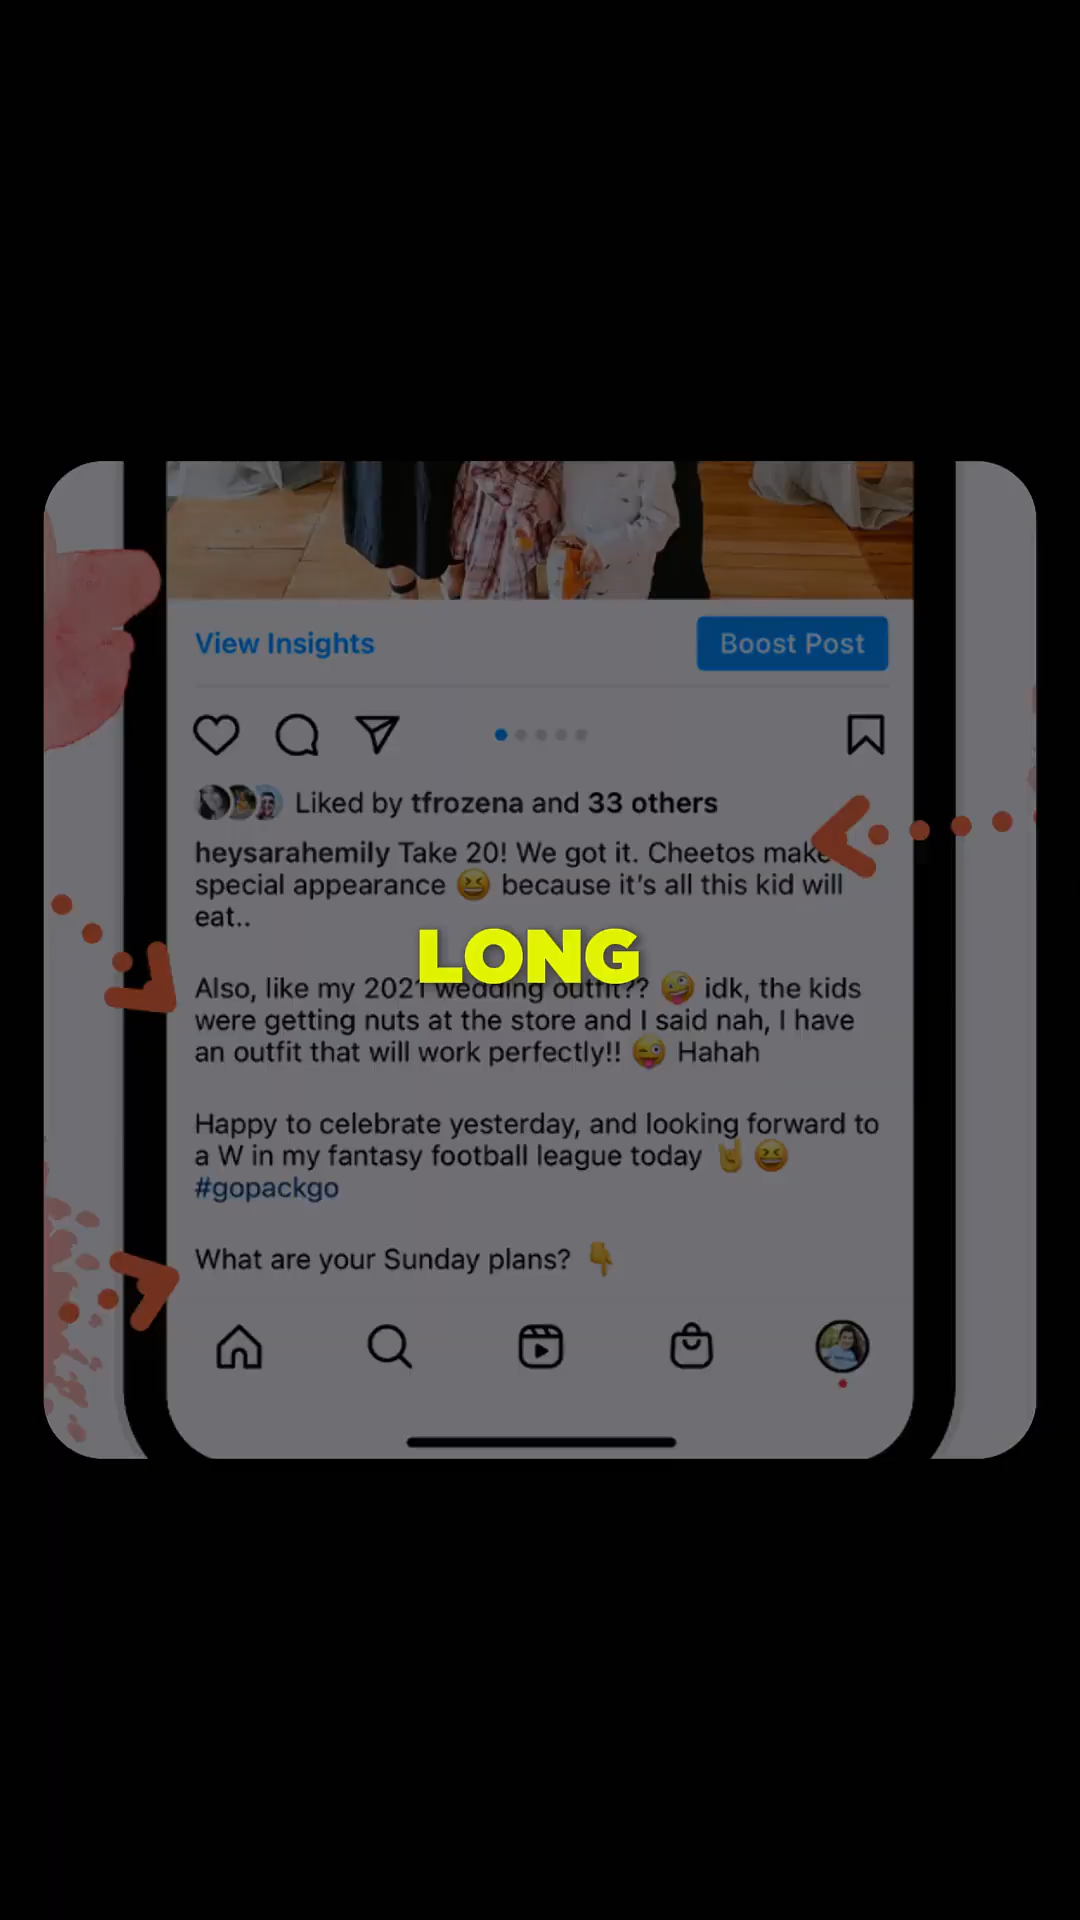 View Insights
Boost Post
Liked by tfrozena and 33 others
heysarahemily Take 20! We got it. Cheetos make
special appearance 😆 because it's all this kid will
eat..
LONG
Also, like my 2021 wedding outfit?? 🤪 idk, the kids
were getting nuts at the store and I said nah, I have
an outfit that will work perfectly!! 😜 Hahah
Happy to celebrate yesterday, and looking forward to
a W in my fantasy football league today 🤘 😆
#gopackgo
What are your Sunday plans? 👇